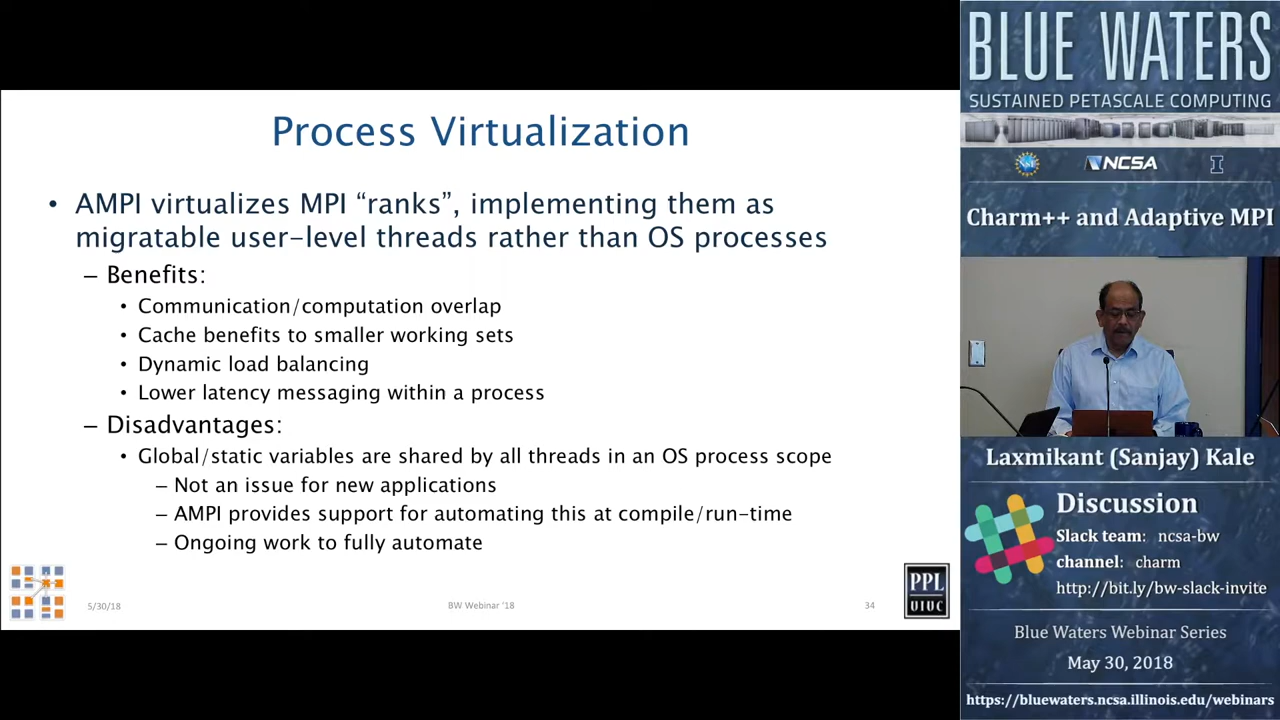 Process Virtualization
• AMPI virtualizes MPI “ranks”, implementing them as
migratable user-level threads rather than OS processes
– Benefits:
• Communication/computation overlap
• Cache benefits to smaller working sets
• Dynamic load balancing
• Lower latency messaging within a process
– Disadvantages:
• Global/static variables are shared by all threads in an OS process scope
– Not an issue for new applications
– AMPI provides support for automating this at compile/run-time
– Ongoing work to fully automate
5/30/18
BW Webinar ‘18
34
PPL
UIUC
BLUE WATERS
SUSTAINED PETASCALE COMPUTING
NSF
NCSA
I
Charm++ and Adaptive MPI
Laxmikant (Sanjay) Kale
Discussion
Slack team: ncsa-bw
channel: charm
http://bit.ly/bw-slack-invite
Blue Waters Webinar Series
May 30, 2018
https://bluewaters.ncsa.illinois.edu/webinars